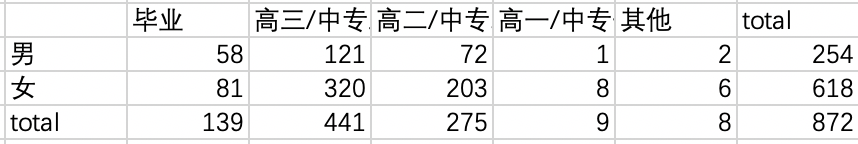 毕业 高三/中专 高二/中专 高一/中专 其他 total
男 58 121 72 1 2 254
女 81 320 203 8 6 618
total 139 441 275 9 8 872